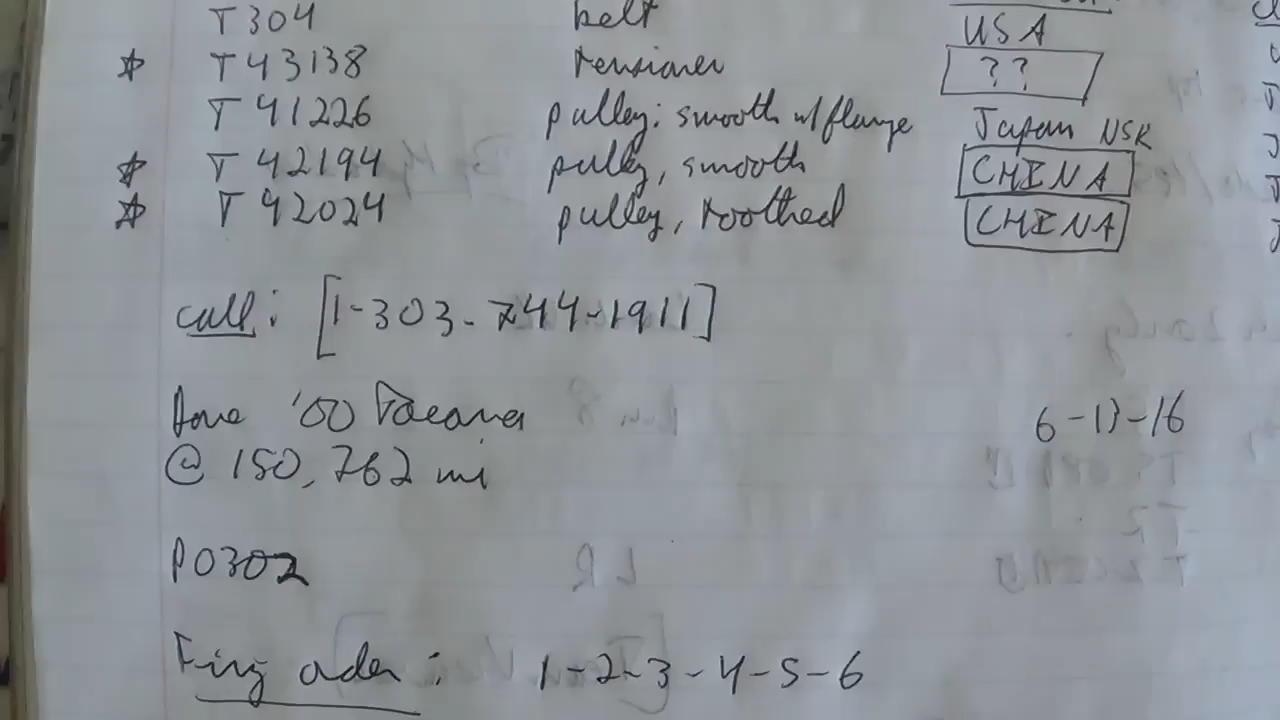 T304 belt USA
☆ T43138 tensioner ??
T41226 pulley: smooth w/ flange Japan NSK
☆ T42194 pulley, smooth CHINA
☆ T42024 pulley, toothed CHINA
call: [1-303-744-1911]
'00 Tacoma 6-13-16
@ 150,762 mi
P0302
Firing order: 1-2-3-4-5-6